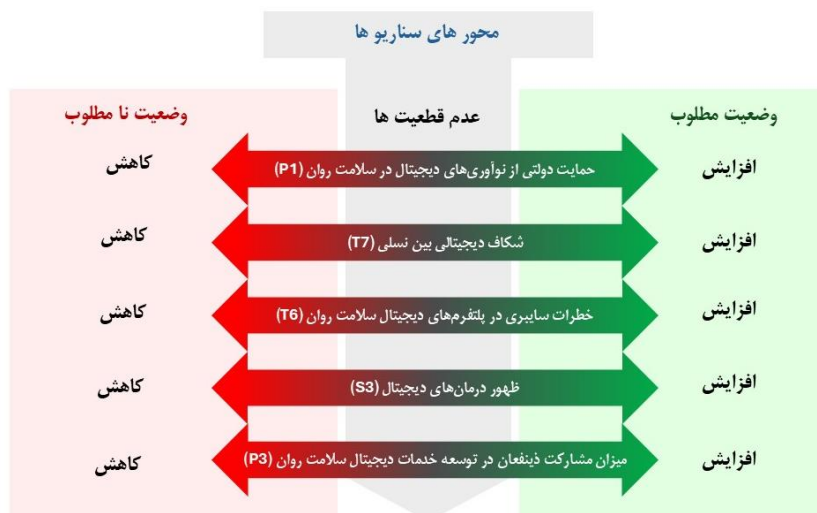 محور های سناریو ها
وضعیت مطلوب
عدم قطعیت ها
وضعیت نا مطلوب
افزایش
حمایت دولتی از نوآوری‌های دیجیتال در سلامت روان (P1)
کاهش
افزایش
شکاف دیجیتالی بین نسلی (T7)
کاهش
افزایش
خطرات سایبری در پلتفرم‌های دیجیتال سلامت روان (T6)
کاهش
افزایش
ظهور درمان‌های دیجیتال (S3)
کاهش
افزایش
میزان مشارکت ذینفعان در توسعه خدمات دیجیتال سلامت روان (P3)
کاهش